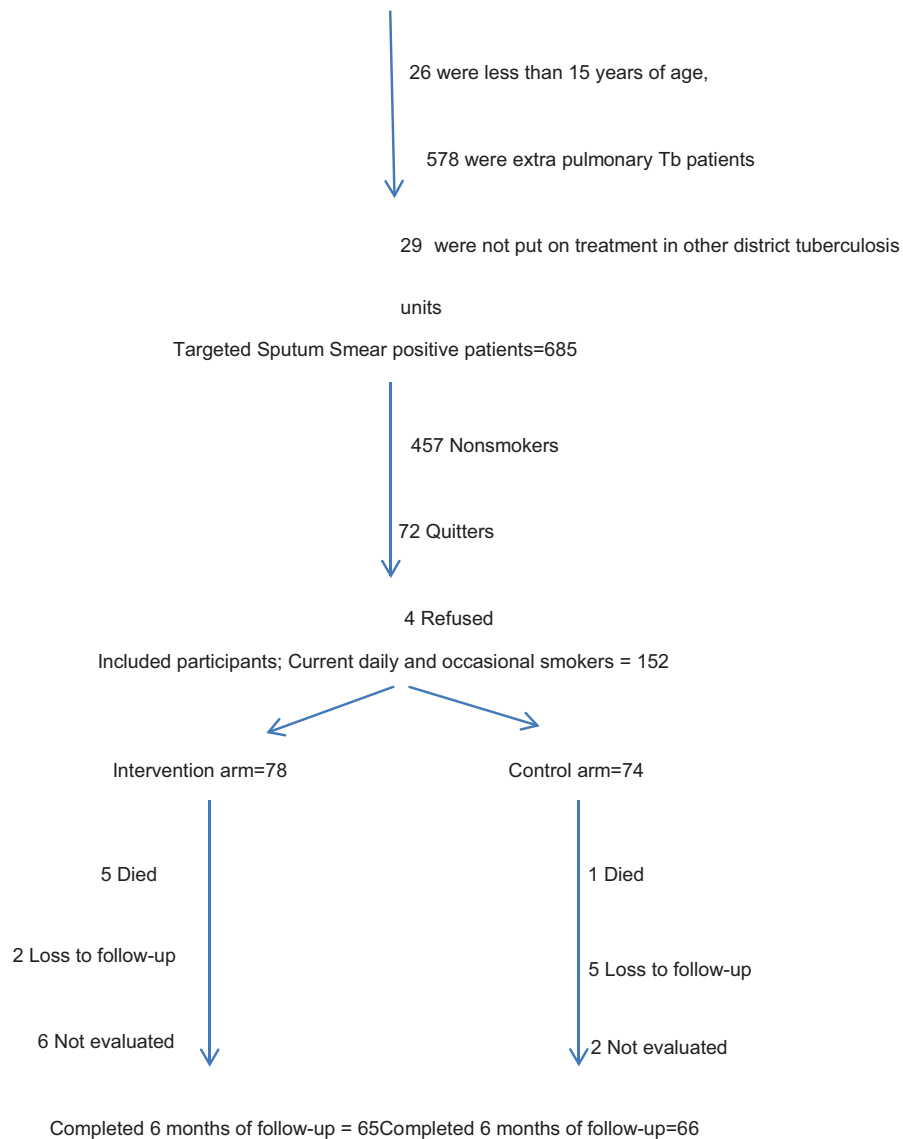 26 were less than 15 years of age,
578 were extra pulmonary Tb patients
29 were not put on treatment in other district tuberculosis
units
Targeted Sputum Smear positive patients=685
457 Nonsmokers
72 Quitters
4 Refused
Included participants; Current daily and occasional smokers = 152
Intervention arm=78
Control arm=74
5 Died
1 Died
2 Loss to follow-up
5 Loss to follow-up
6 Not evaluated
2 Not evaluated
Completed 6 months of follow-up = 65Completed 6 months of follow-up=66